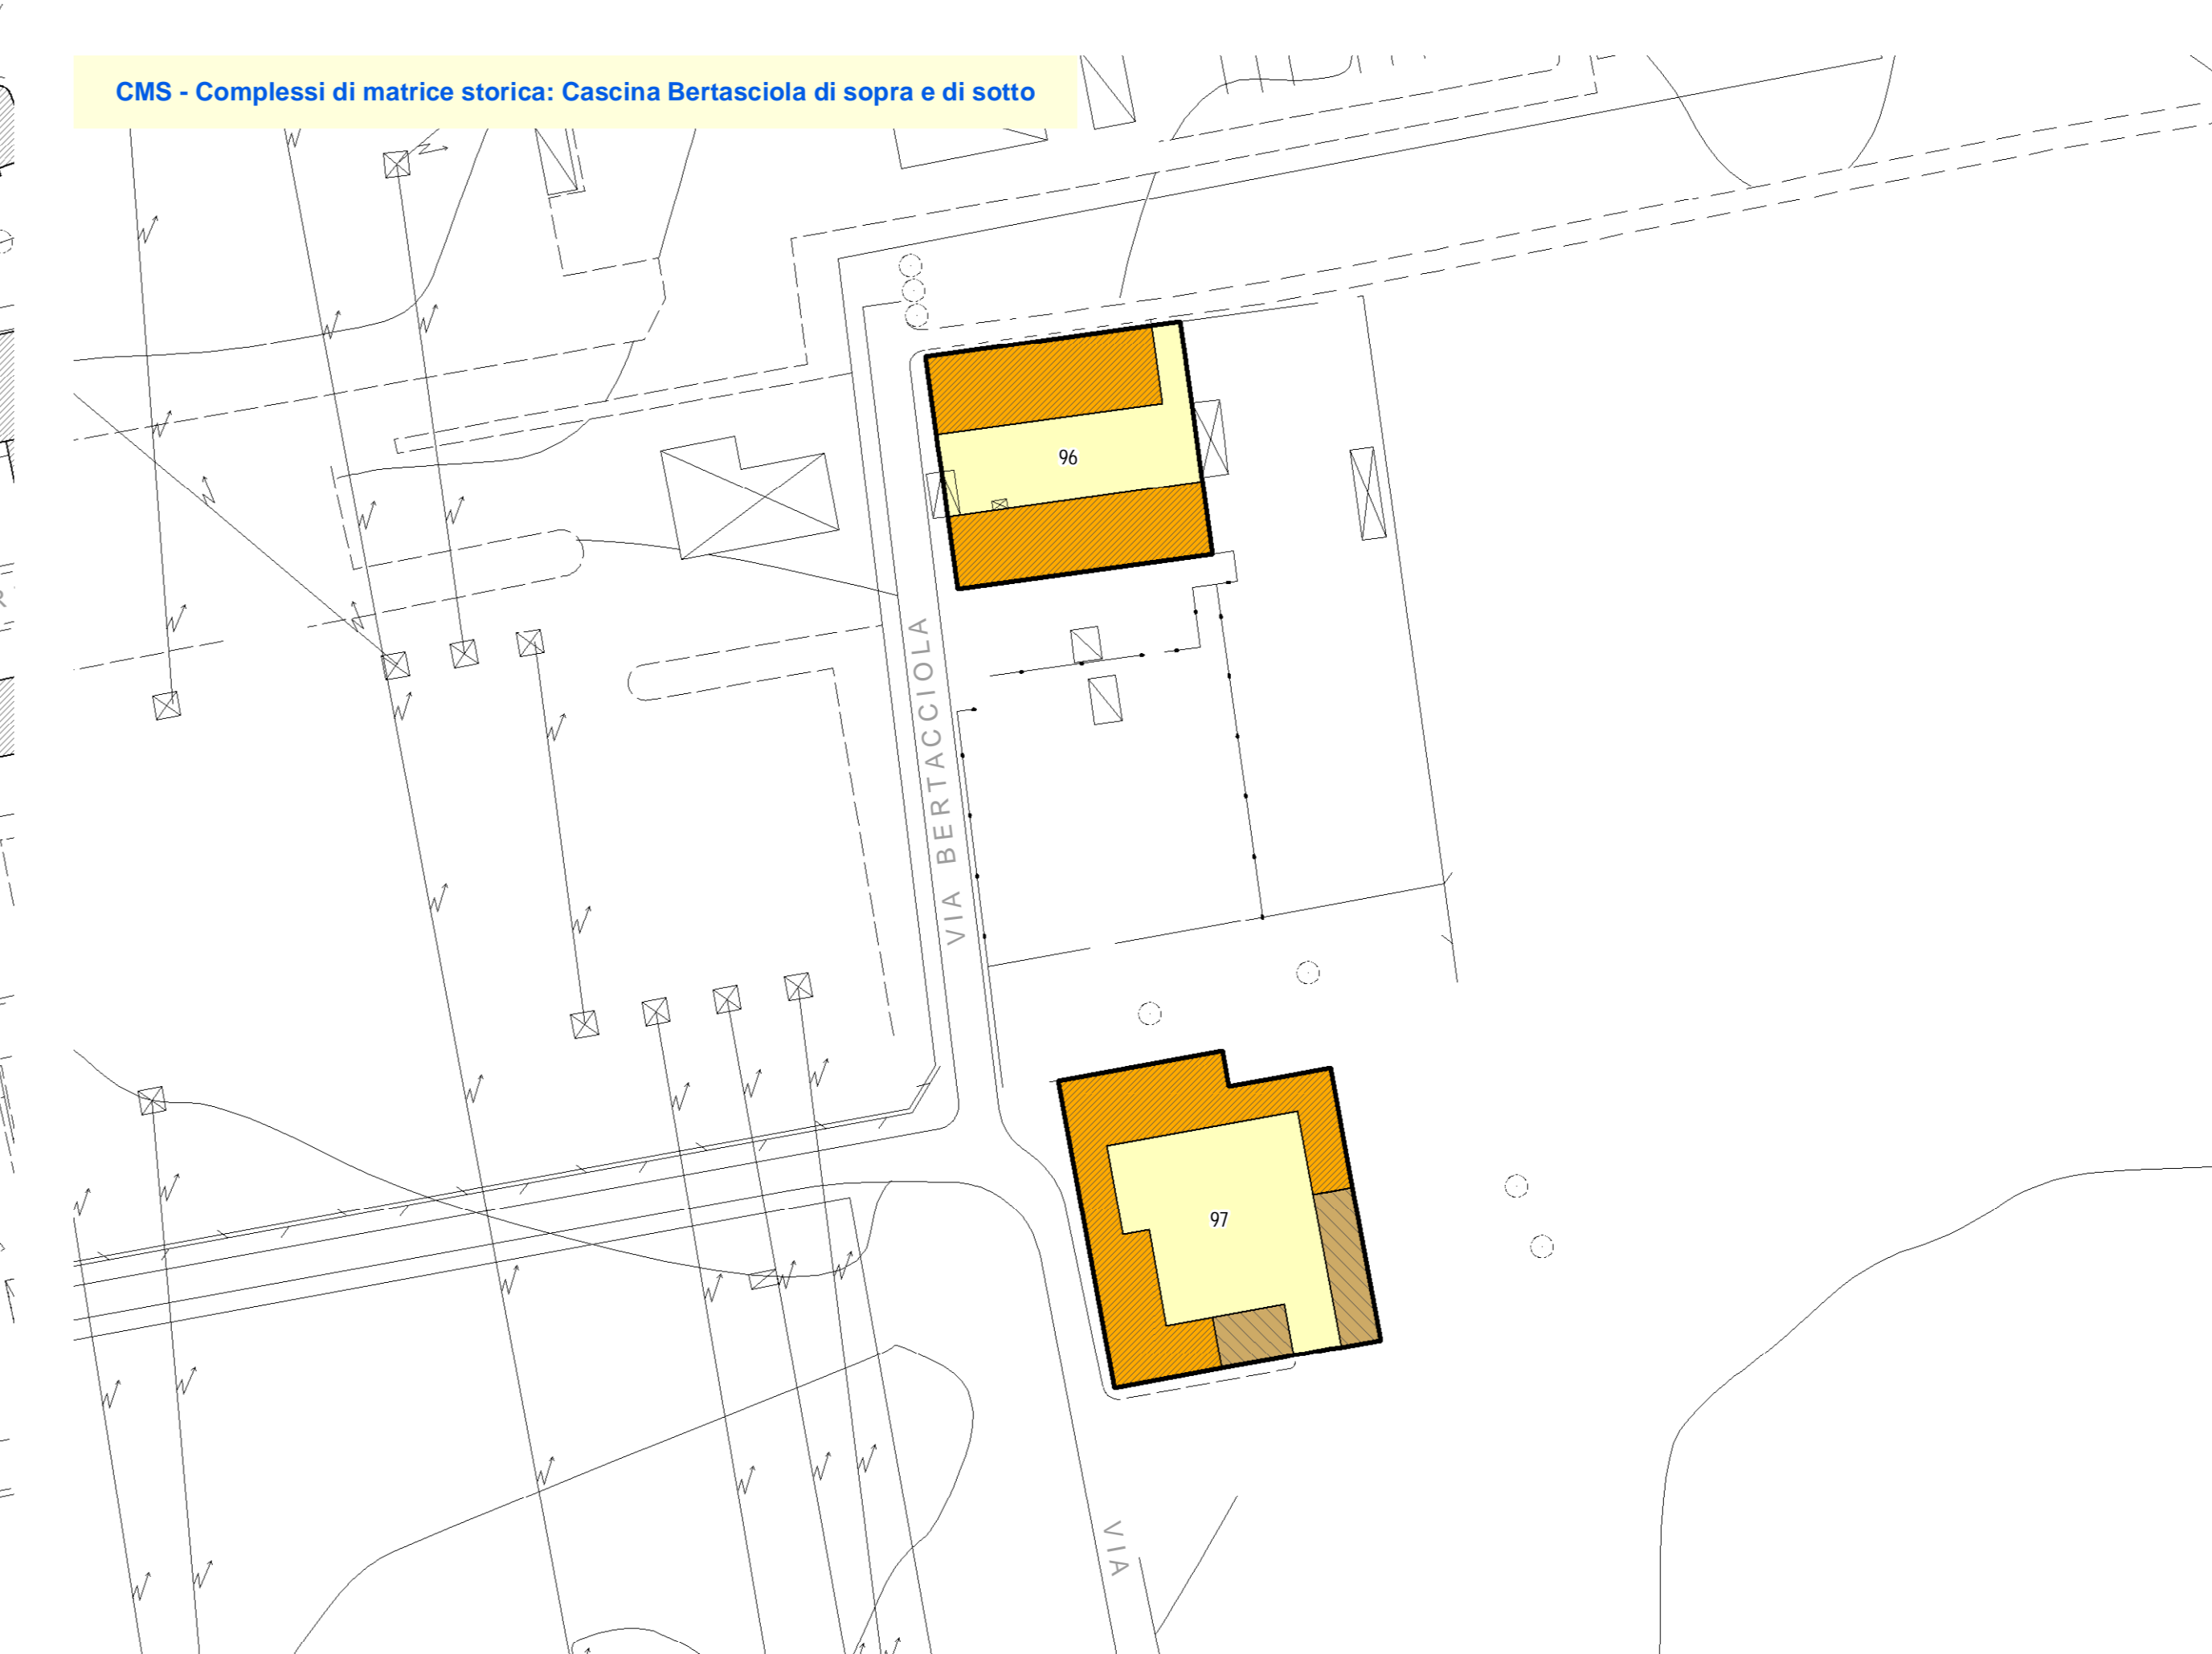 CMS - Complessi di matrice storica: Cascina Bertasciola di sopra e di sotto
96
VIA BERTACCIOLA
97
VIA